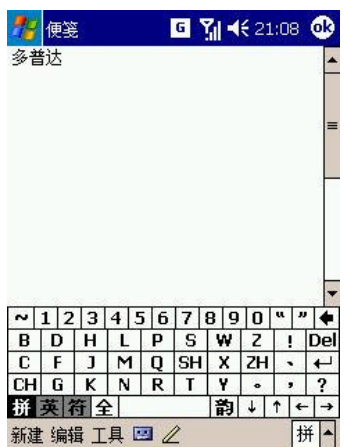 便笺 G 21:08 ok
多普达
~ 1 2 3 4 5 6 7 8 9 0 “ ” ←
B D H L P S W Z ! Del
C F J M Q SH X ZH 、 ↵
CH G K N R T Y 。 , ?
拼 英 符 全 韵 ↓ ↑ ← →
新建 编辑 工具 拼